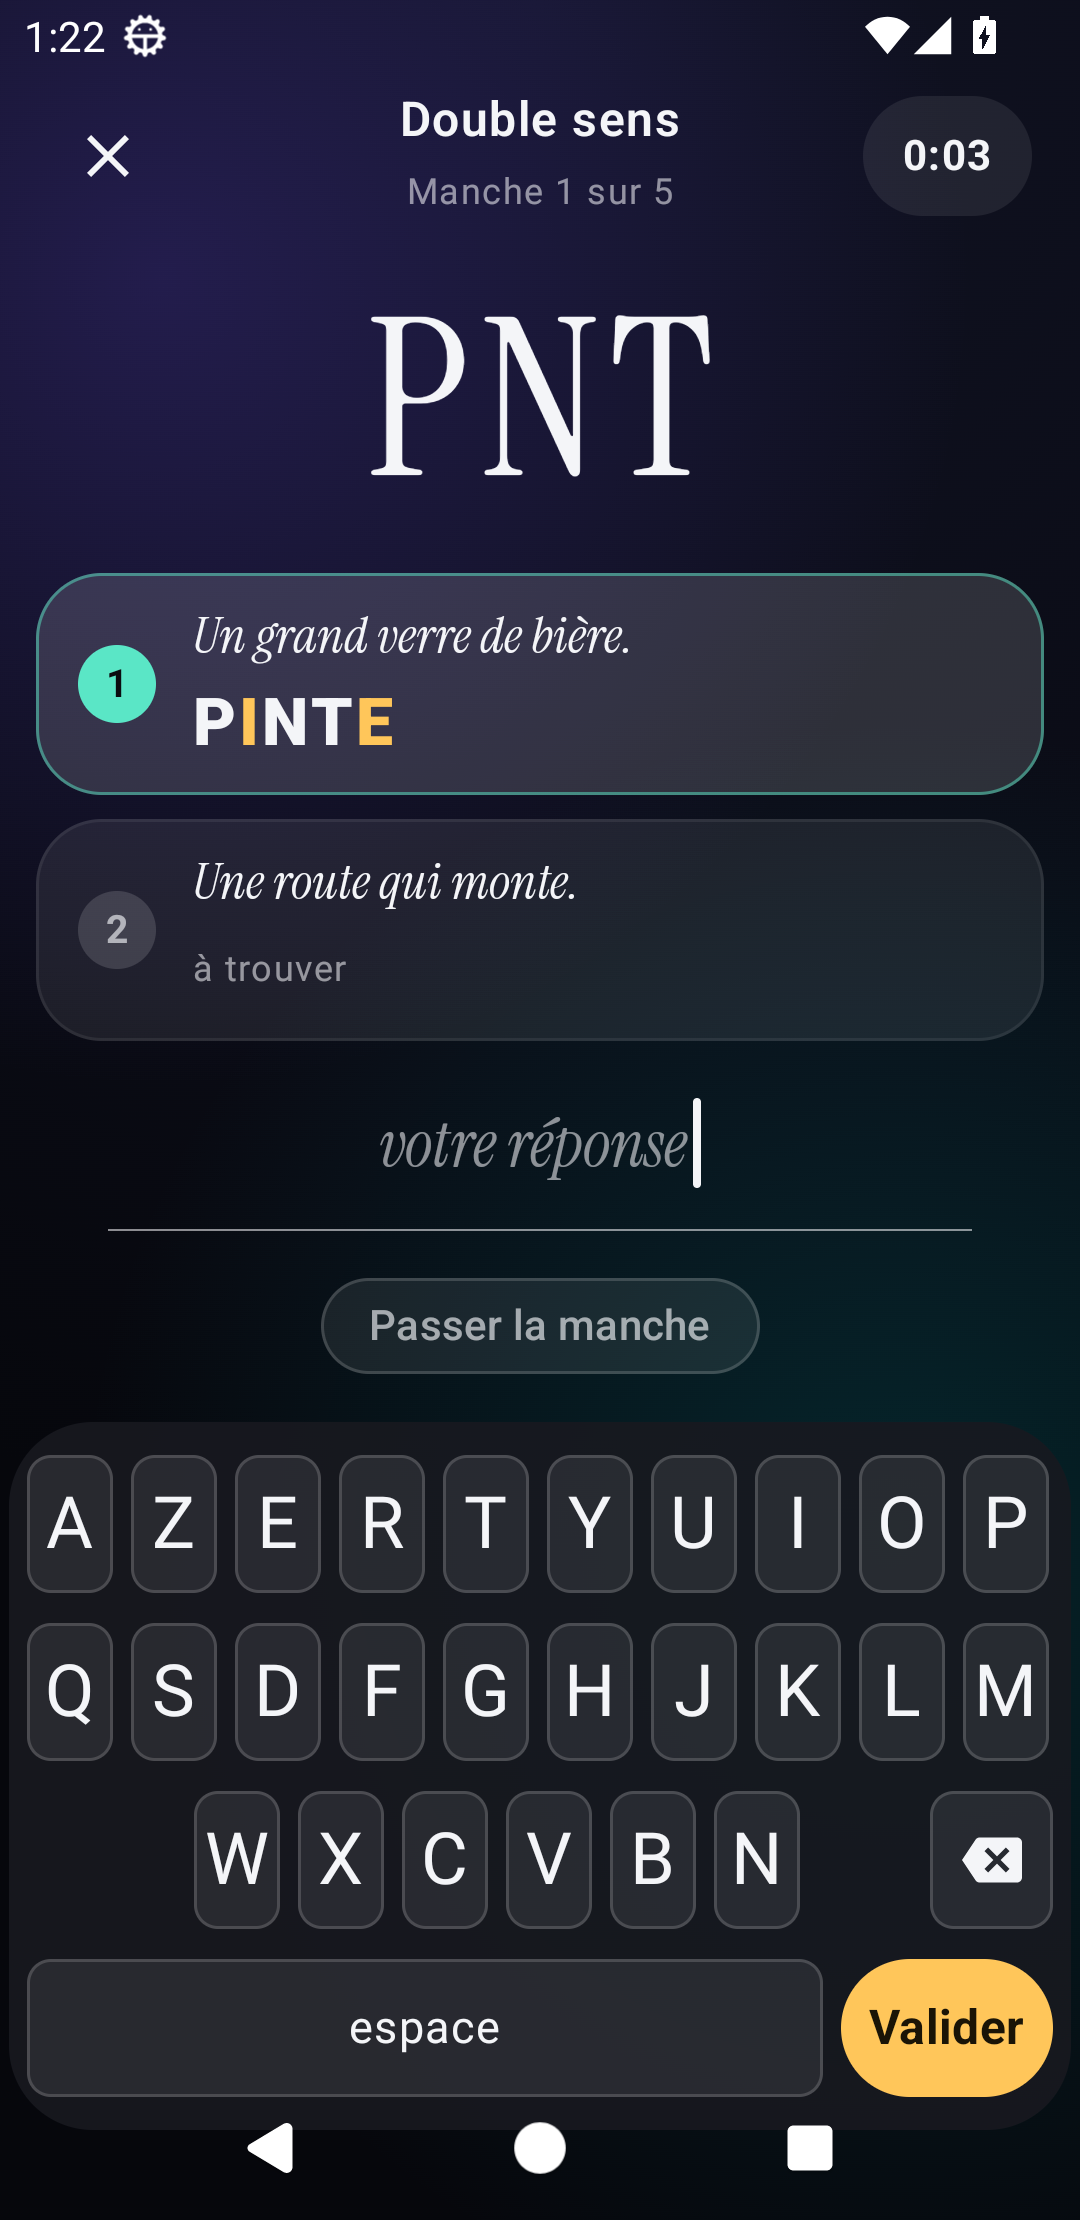 1:22
Double sens
Manche 1 sur 5
0:03
PNT
1
Un grand verre de bière.
PINTE
2
Une route qui monte.
à trouver
votre réponse
Passer la manche
A Z E R T Y U I O P
Q S D F G H J K L M
W X C V B N
espace
Valider